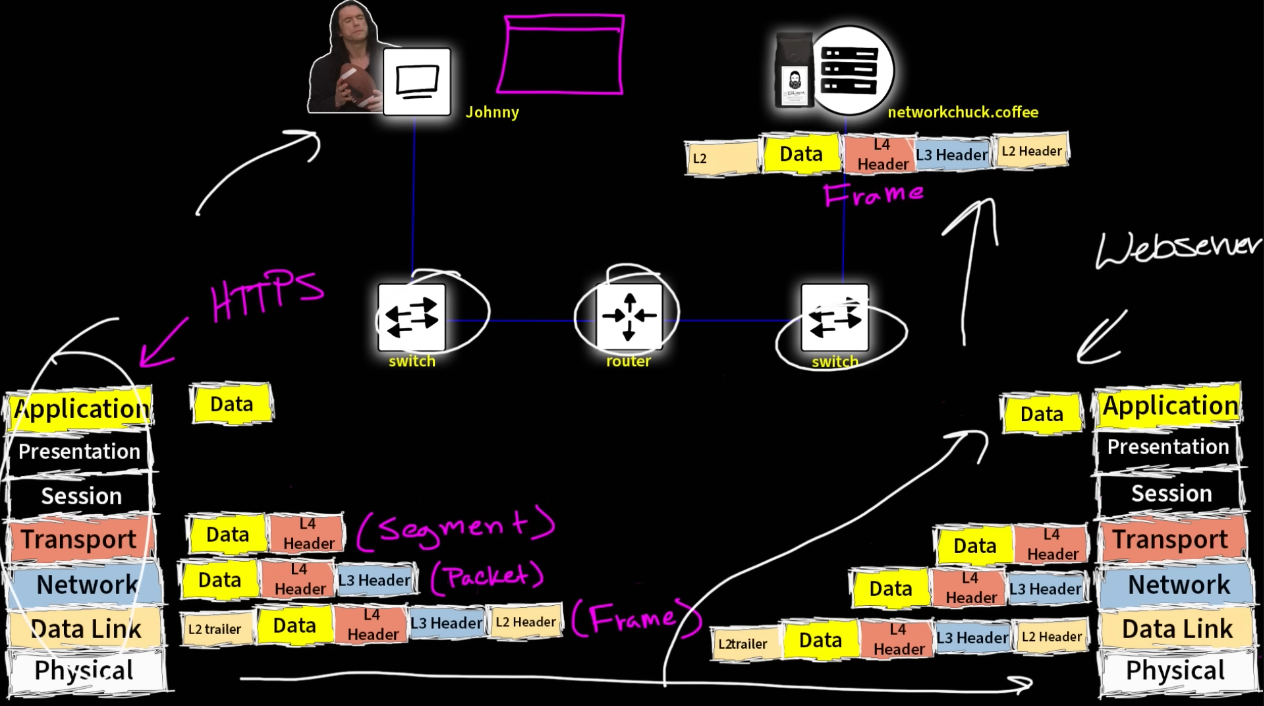 Johnny
networkchuck.coffee
L2 Data L4 Header L3 Header L2 Header
Frame
Webserver
HTTPS
switch
router
switch
Application Data
Presentation
Session
Transport Data L4 Header (Segment)
Network Data L4 Header L3 Header (Packet)
Data Link L2 trailer Data L4 Header L3 Header L2 Header (Frame)
Physical
Data Application
Presentation
Session
Data L4 Header Transport
Data L4 Header L3 Header Network
L2trailer Data L4 Header L3 Header L2 Header Data Link
Physical